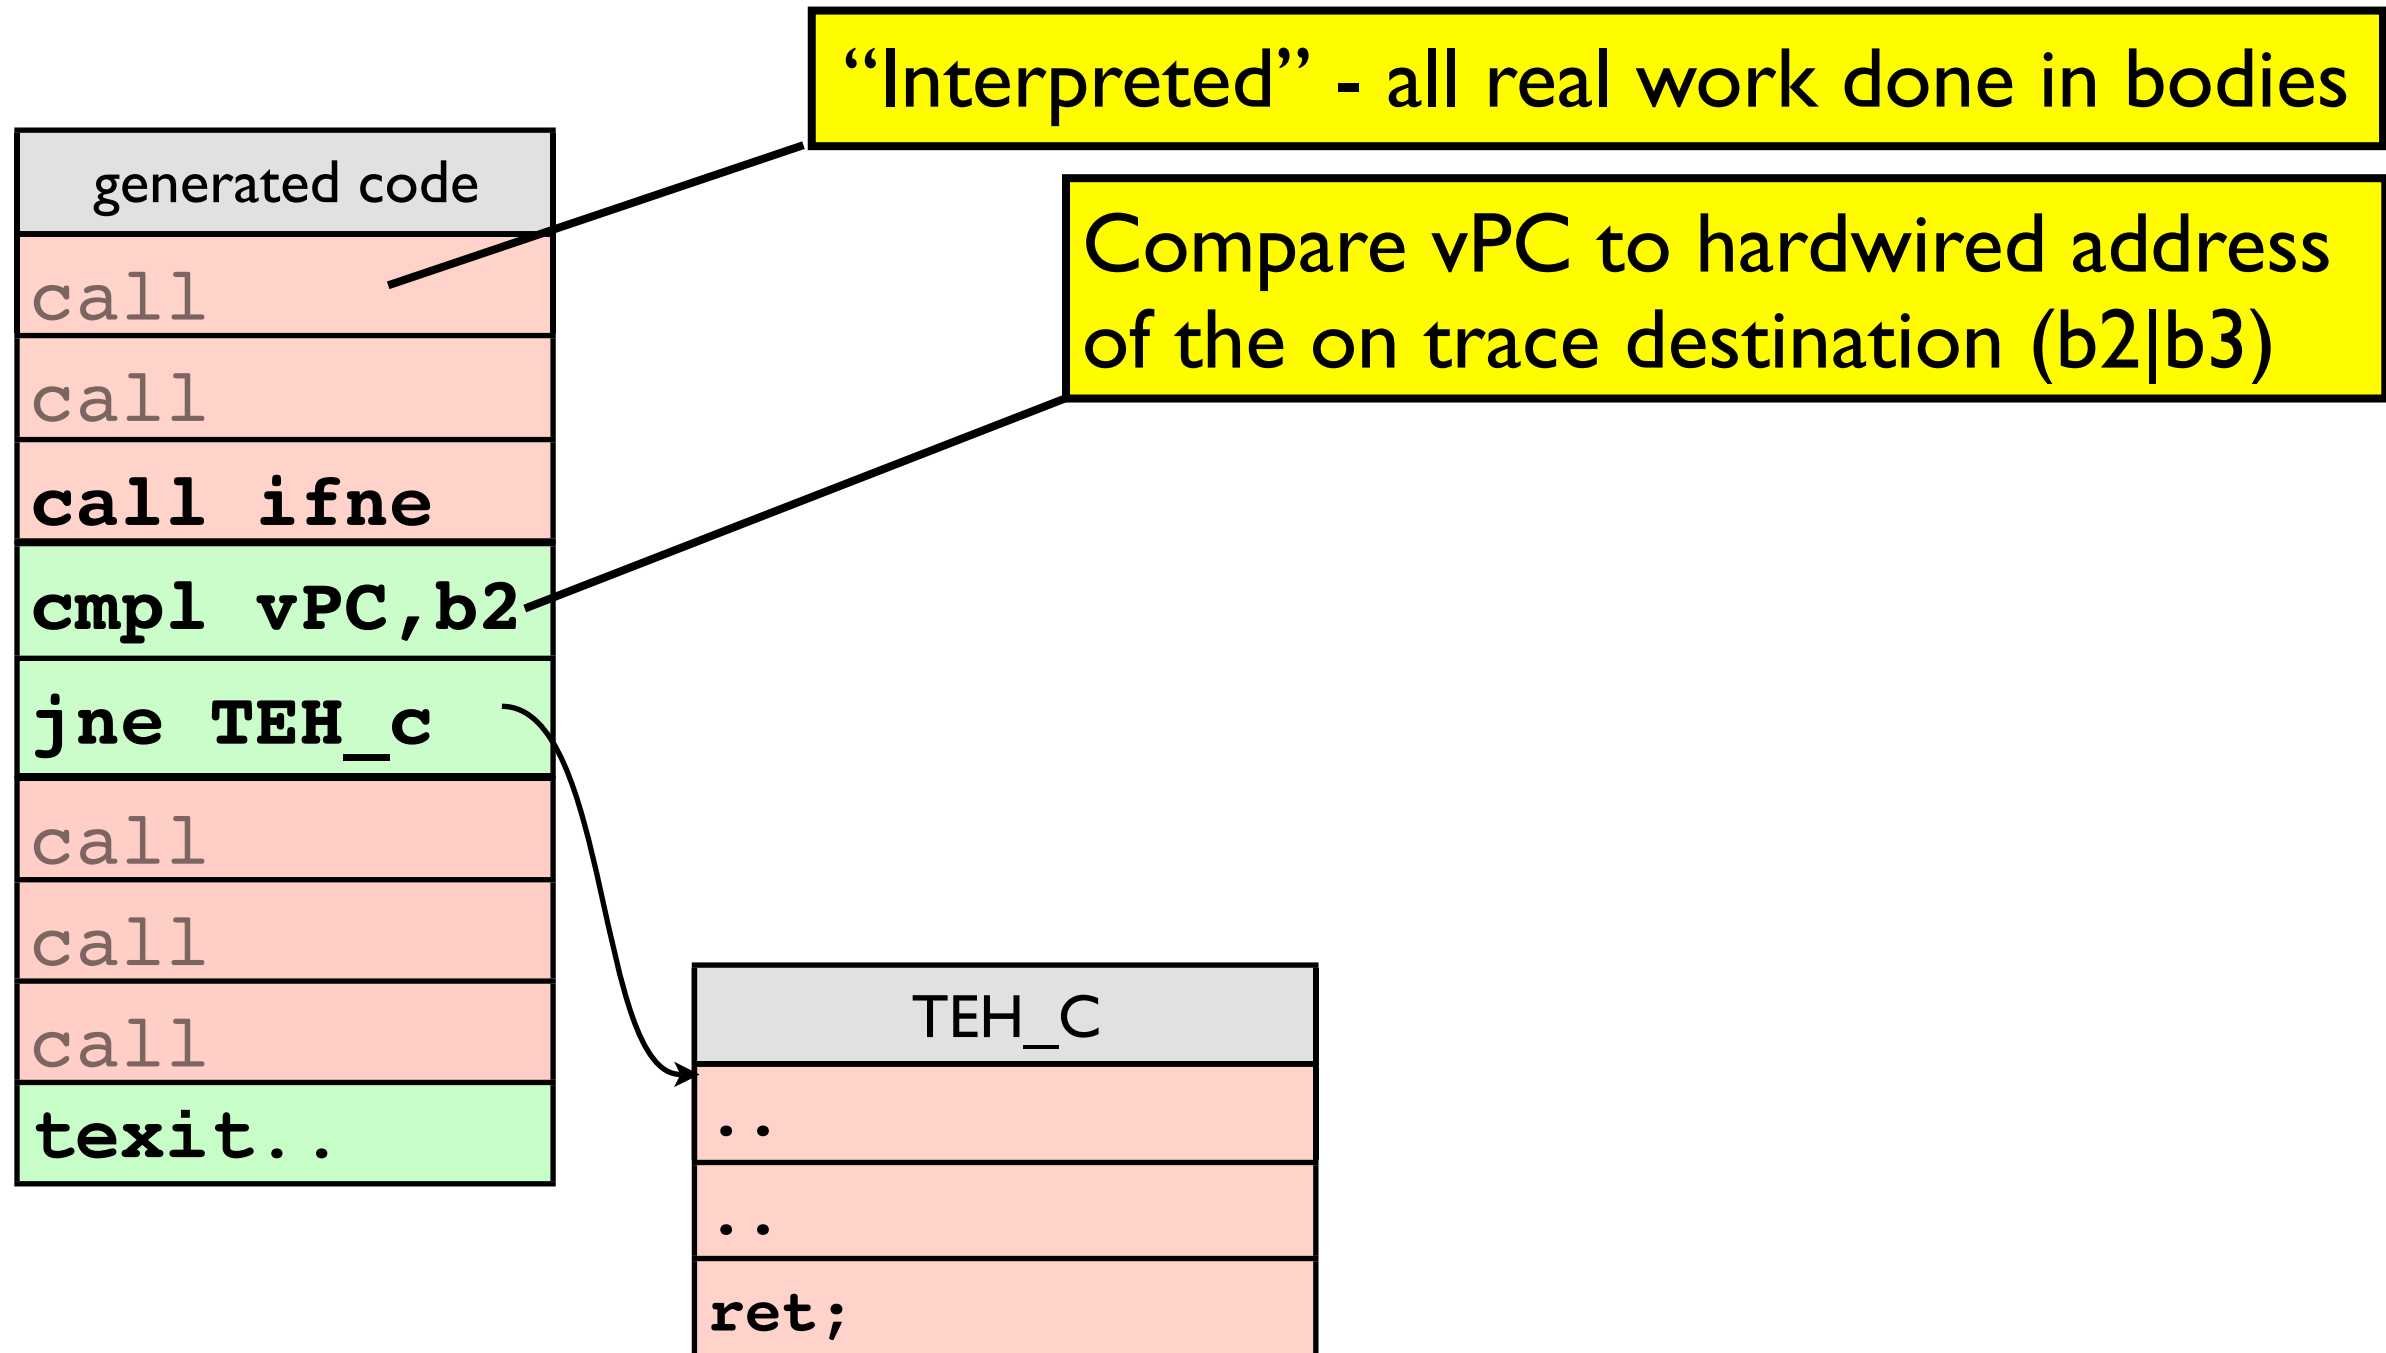 “Interpreted” - all real work done in bodies
Compare vPC to hardwired address
of the on trace destination (b2|b3)
generated code
call
call
call ifne
cmpl vPC,b2
jne TEH_c
call
call
call
texit..
TEH_C
..
..
ret;